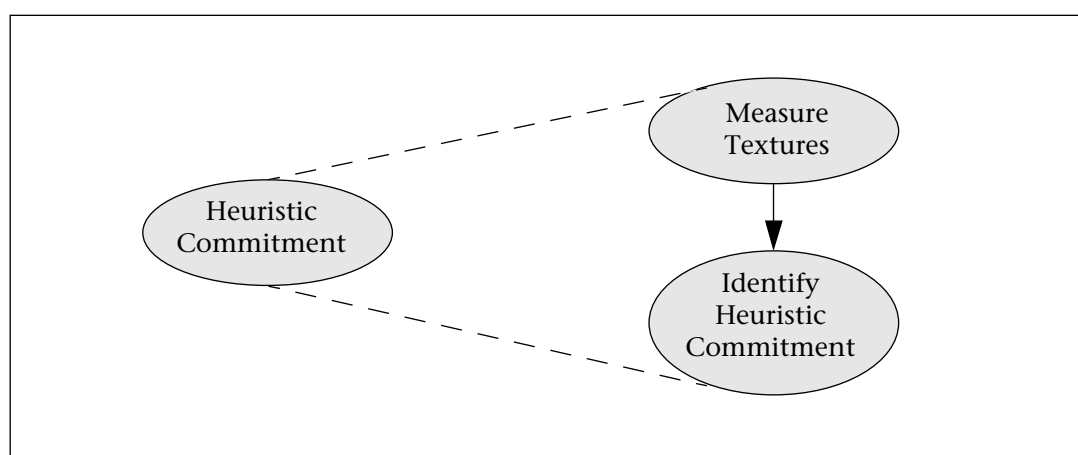 Heuristic
Commitment
Measure
Textures
Identify
Heuristic
Commitment